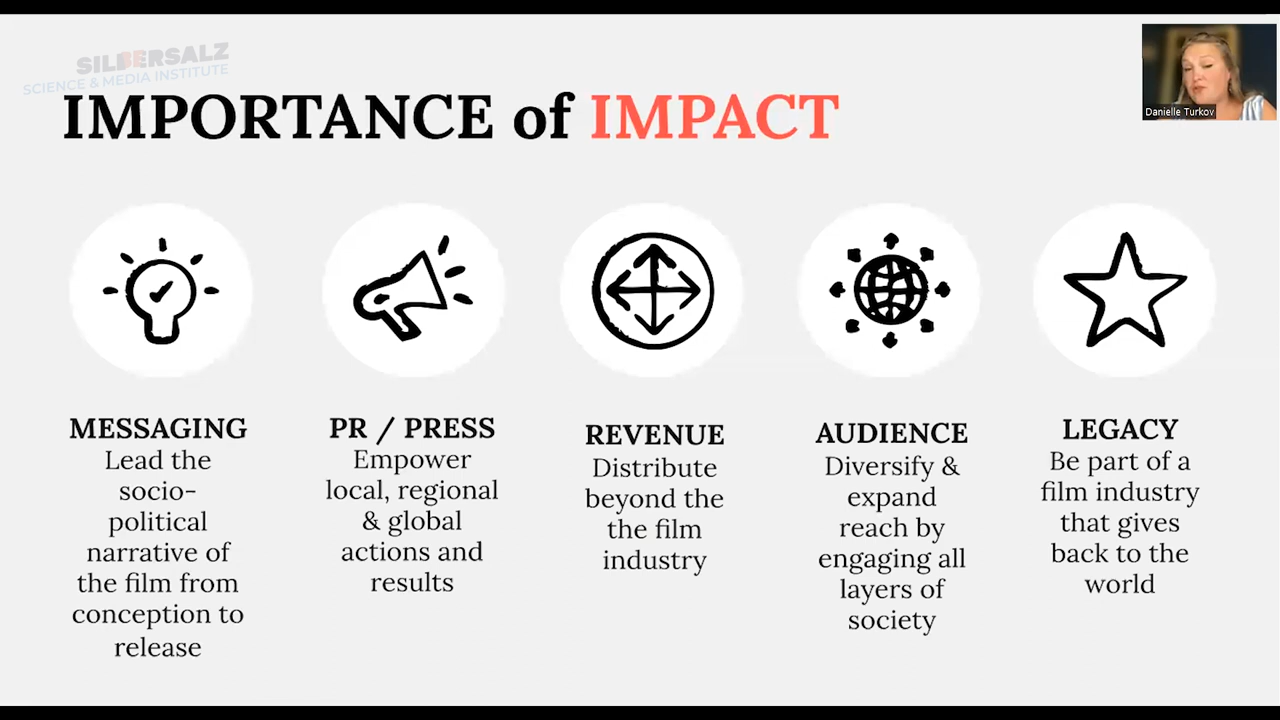 SILBERSALZ
SCIENCE & MEDIA INSTITUTE
IMPORTANCE of IMPACT
Danielle Turkov
MESSAGING
Lead the
socio-
political
narrative of
the film from
conception to
release
PR / PRESS
Empower
local, regional
& global
actions and
results
REVENUE
Distribute
beyond the
the film
industry
AUDIENCE
Diversify &
expand
reach by
engaging all
layers of
society
LEGACY
Be part of a
film industry
that gives
back to the
world